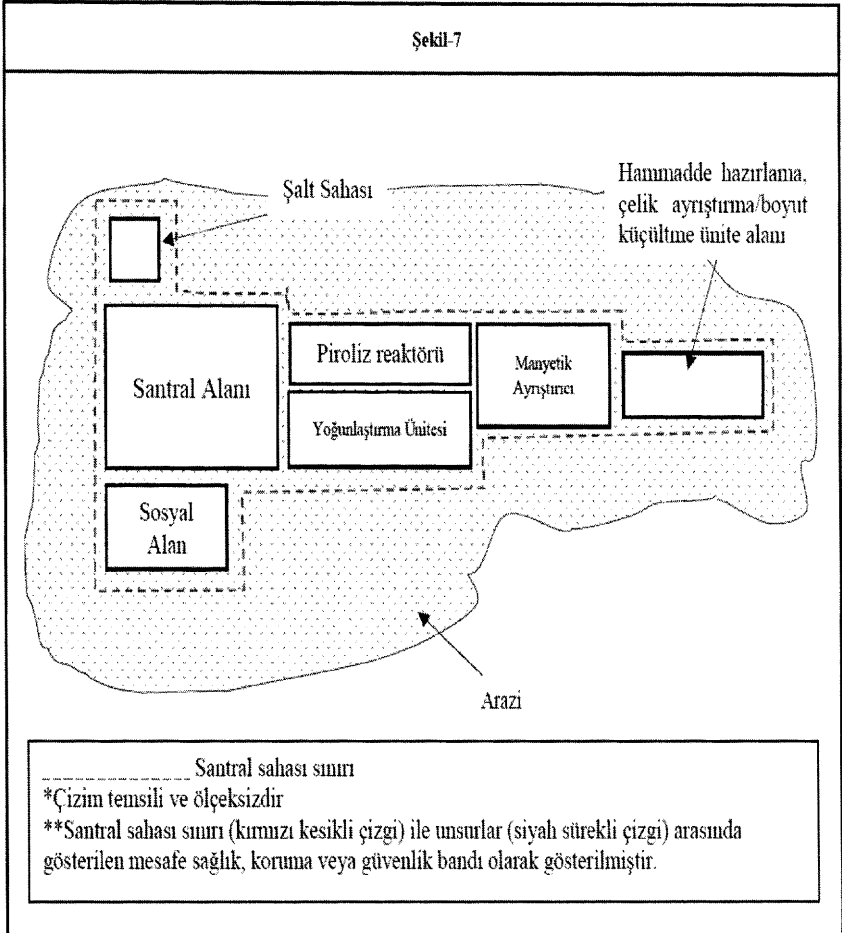 Şekil-7
Şalt Sahası
Hammadde hazırlama,
çelik ayrıştırma/boyut
küçültme ünite alanı
Santral Alanı
Piroliz reaktörü
Manyetik
Ayrıştırıcı
Yoğunlaştırma Ünitesi
Sosyal
Alan
Arazi
Santral sahası sınırı
*Çizim temsili ve ölçeksizdir
**Santral sahası sınırı (kırmızı kesikli çizgi) ile unsurlar (siyah sürekli çizgi) arasında
gösterilen mesafe sağlık, koruma veya güvenlik bandı olarak gösterilmiştir.